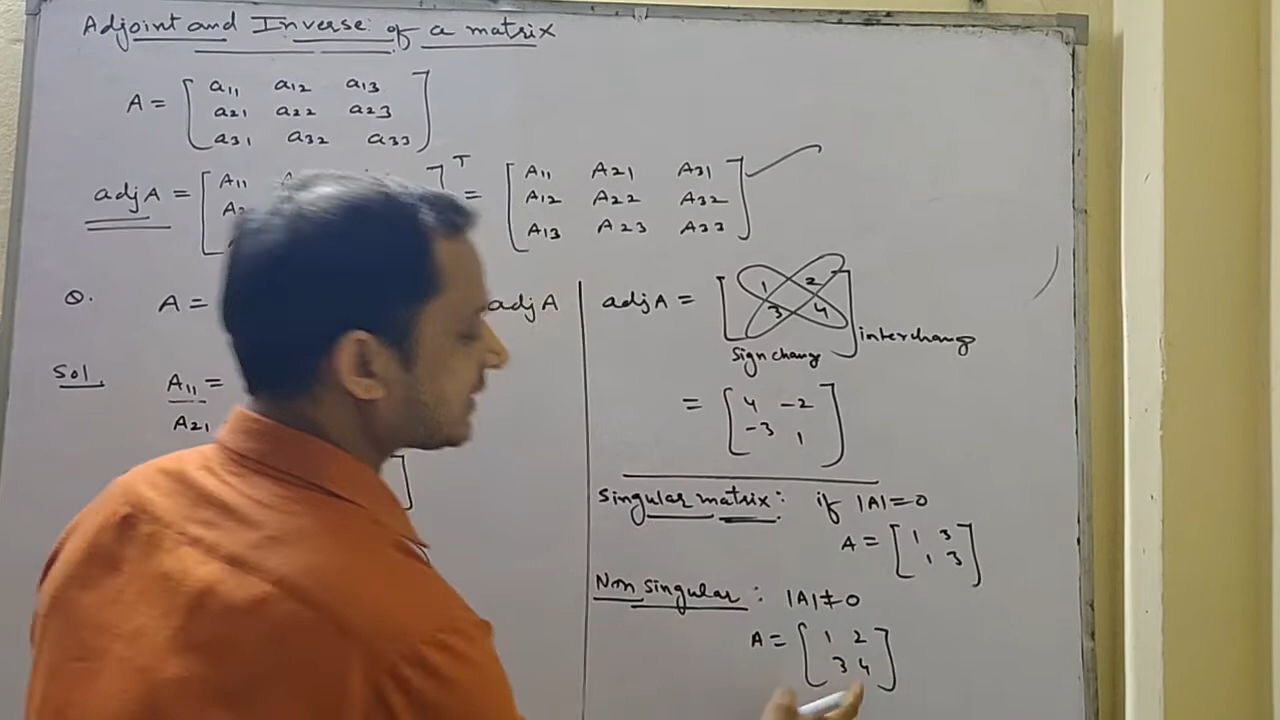 Adjoint and Inverse of a matrix
A = [ a11 a12 a13
a21 a22 a23
a31 a32 a33 ]
adj A = [ A11 ]T = [ A11 A21 A31
A12 A22 A32
A13 A23 A33 ]
Q. A = adj A
Sol. A11 =
A21
adj A = [ 1 2
3 4 ] interchang
Sign chang
= [ 4 -2
-3 1 ]
Singular matrix: if |A|=0
A = [ 1 3
1 3 ]
Non singular: |A|≠0
A = [ 1 2
3 4 ]